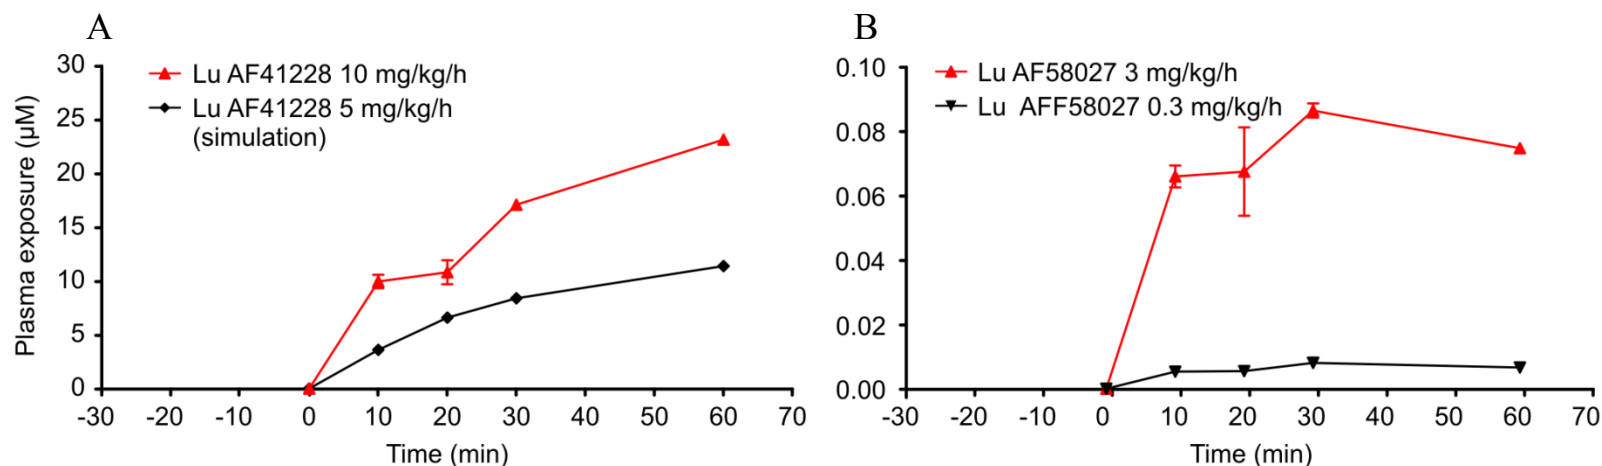 A
Plasma exposure (µM)
30
25
20
15
10
5
0
Lu AF41228 10 mg/kg/h
Lu AF41228 5 mg/kg/h
(simulation)
-30 -20 -10 0 10 20 30 40 50 60 70
Time (min)
B
0.10
0.08
0.06
0.04
0.02
0.00
Lu AF58027 3 mg/kg/h
Lu AFF58027 0.3 mg/kg/h
-30 -20 -10 0 10 20 30 40 50 60 70
Time (min)